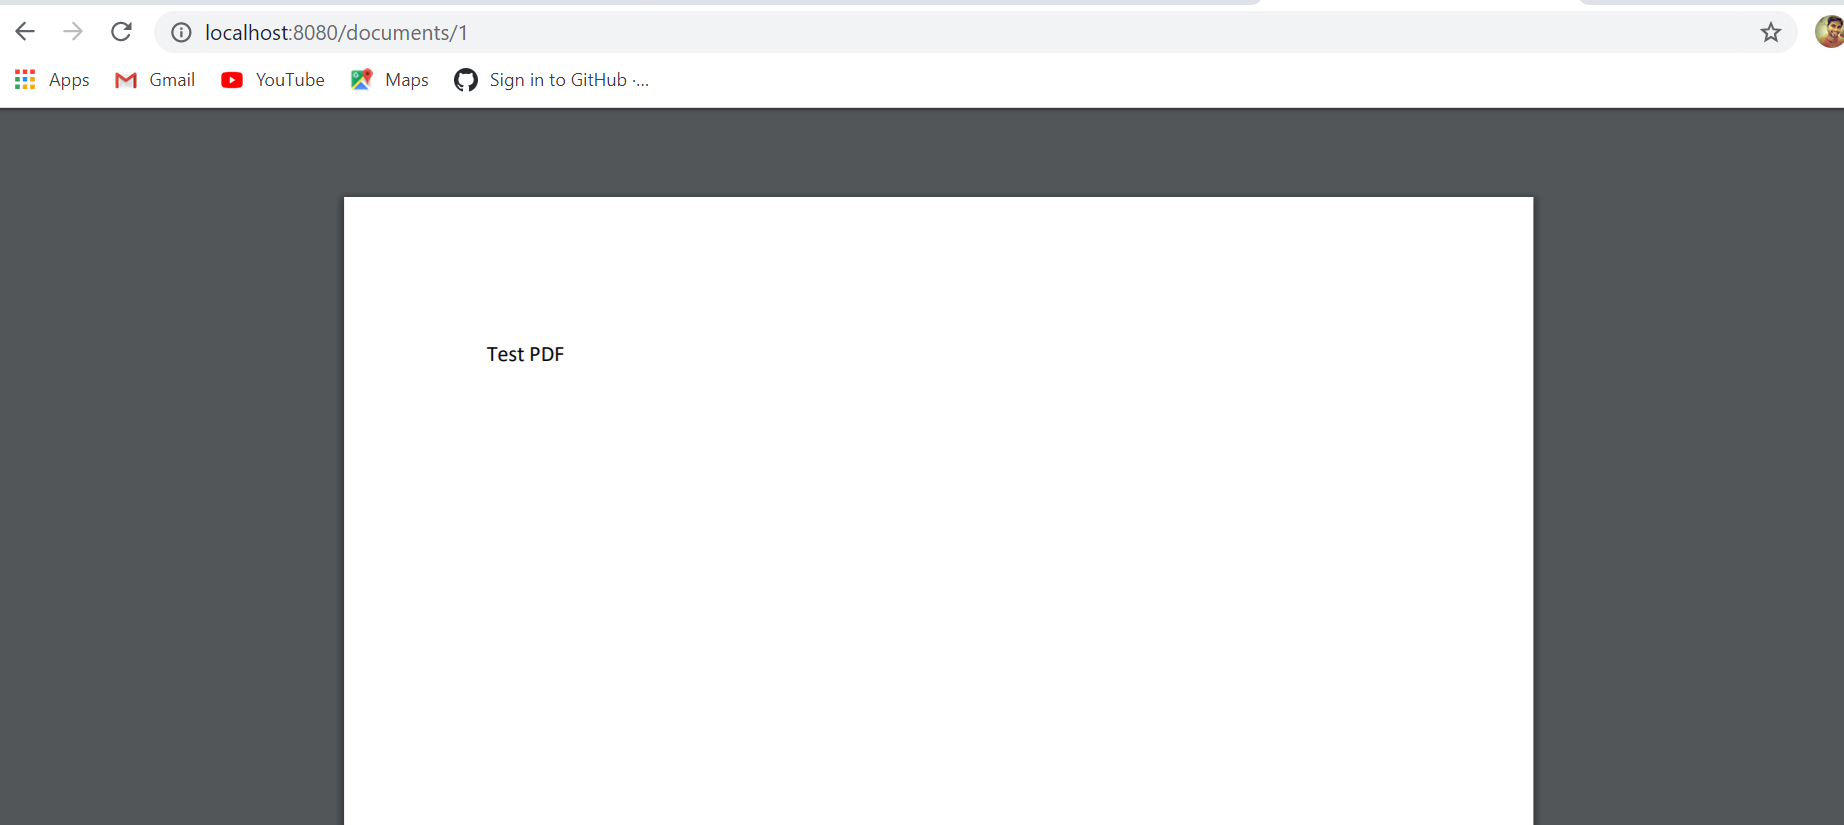 localhost:8080/documents/1
Apps Gmail YouTube Maps Sign in to GitHub ·...
Test PDF